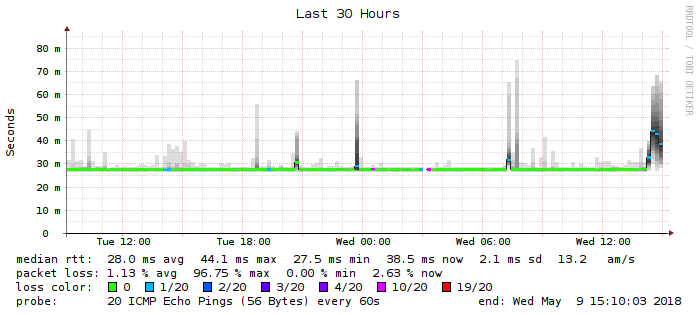 Last 30 Hours
RRDTOOL / TOBI OETIKER
Seconds
80 m
70 m
60 m
50 m
40 m
30 m
20 m
10 m
0
Tue 12:00 Tue 18:00 Wed 00:00 Wed 06:00 Wed 12:00
median rtt: 28.0 ms avg 44.1 ms max 27.5 ms min 38.5 ms now 2.1 ms sd 13.2 am/s
packet loss: 1.13 % avg 96.75 % max 0.00 % min 2.63 % now
loss color: 0 1/20 2/20 3/20 4/20 10/20 19/20
probe: 20 ICMP Echo Pings (56 Bytes) every 60s end: Wed May 9 15:10:03 2018